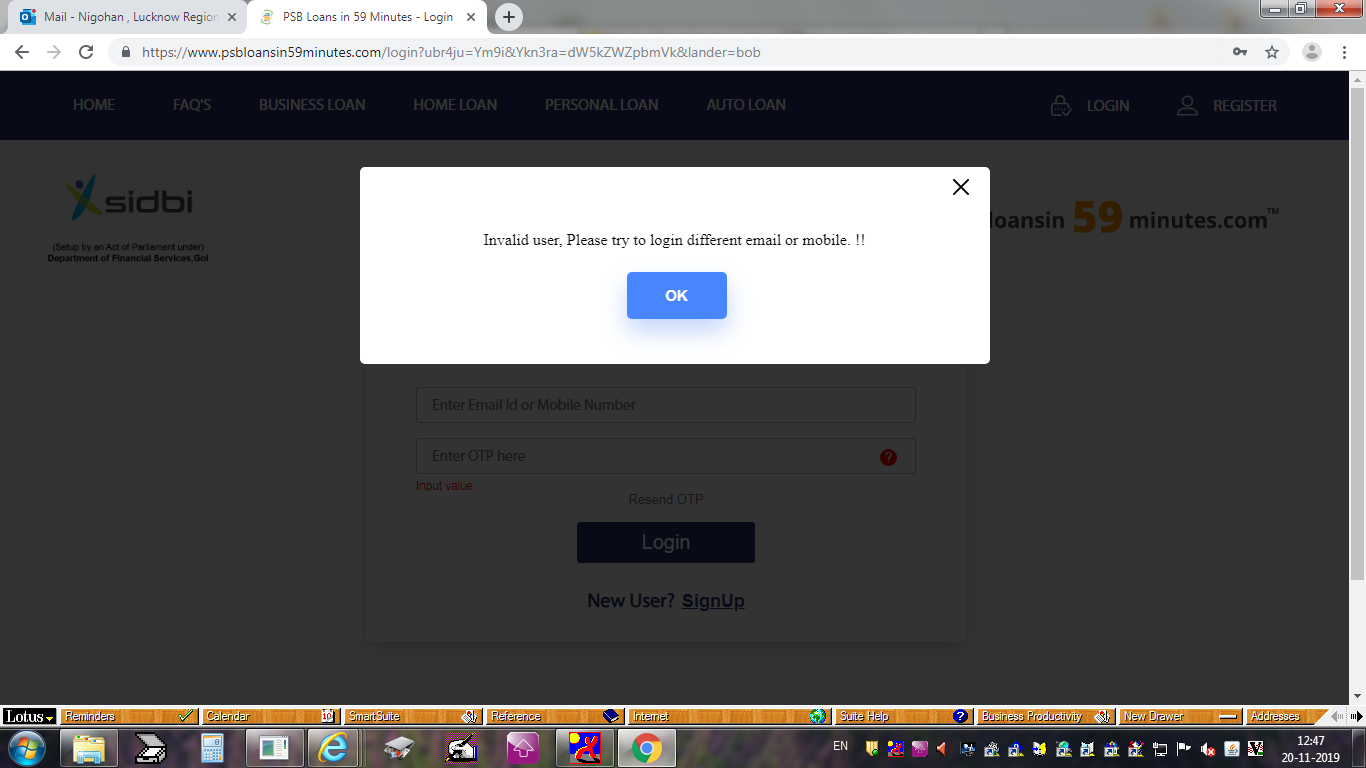 Mail - Nigohan , Lucknow Region
PSB Loans in 59 Minutes - Login
https://www.psbloansin59minutes.com/login?ubr4ju=Ym9i&Ykn3ra=dW5kZWZpbmVk&lander=bob
HOME FAQ'S BUSINESS LOAN HOME LOAN PERSONAL LOAN AUTO LOAN LOGIN REGISTER
sidbi
(Setup by an Act of Parliament under)
Department of Financial Services,GoI
loansin 59 minutes.com™
Invalid user, Please try to login different email or mobile. !!
OK
Enter Email Id or Mobile Number
Enter OTP here
?
Input value
Resend OTP
Login
New User? SignUp
Lotus Reminders Calendar 10 SmartSuite Reference Internet Suite Help ? Business Productivity New Drawer Addresses
EN
12:47
20-11-2019